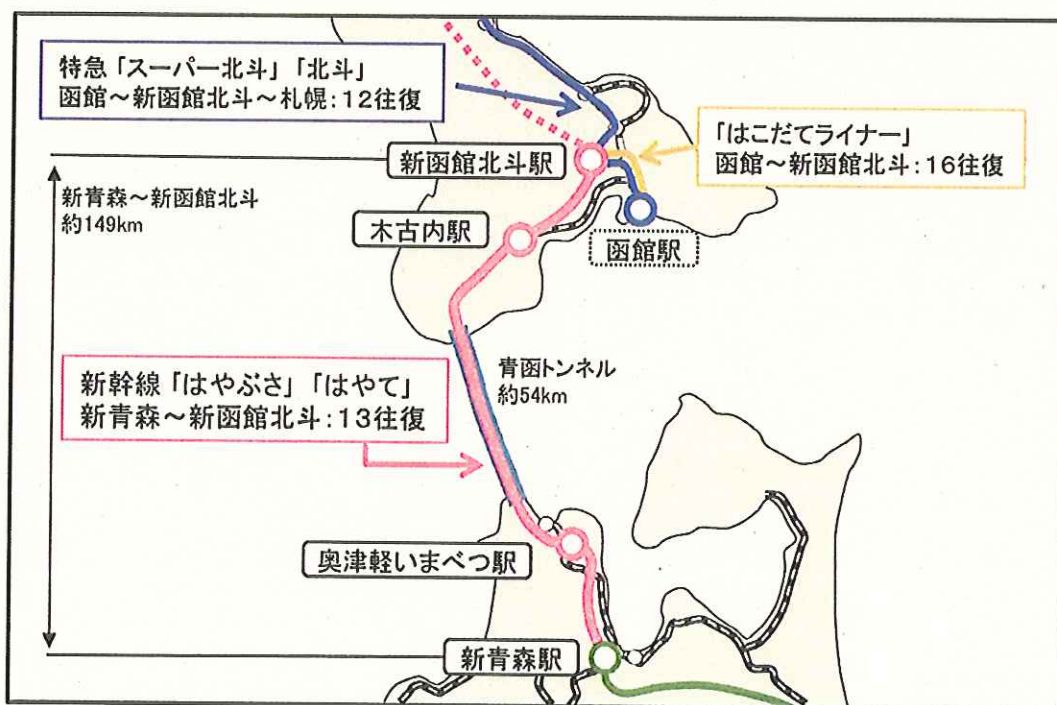 特急「スーパー北斗」「北斗」
函館～新函館北斗～札幌：12往復
「はこだてライナー」
函館～新函館北斗：16往復
新函館北斗駅
新青森～新函館北斗
約149km
木古内駅
函館駅
青函トンネル
約54km
新幹線「はやぶさ」「はやて」
新青森～新函館北斗：13往復
奥津軽いまべつ駅
新青森駅